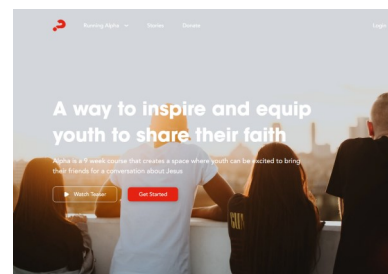 Running Alpha Stories Donate Login
A way to inspire and equip
youth to share their faith
Alpha is a 9 week course that creates a space where youth can be excited to bring
their friends for a conversation about Jesus
Watch Teaser Get Started